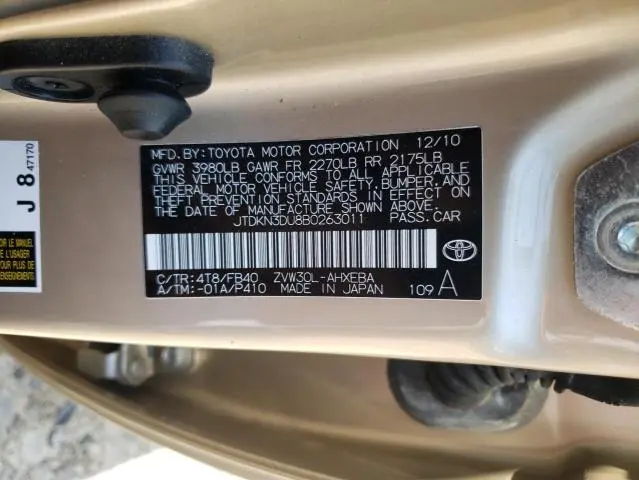 MFD.BY:TOYOTA MOTOR CORPORATION 12/10
GVWR 3980LB GAWR FR 2270LB RR 2175LB
THIS VEHICLE CONFORMS TO ALL APPLICABLE
FEDERAL MOTOR VEHICLE SAFETY, BUMPER, AND
THEFT PREVENTION STANDARDS IN EFFECT ON
THE DATE OF MANUFACTURE SHOWN ABOVE.
JTDKN3DU8B0263011 PASS.CAR
C/TR:4T8/FB40 ZVW30L-AHXEBA
A/TM:-01A/P410 MADE IN JAPAN 109 A
TOYOTA
J 8 47170